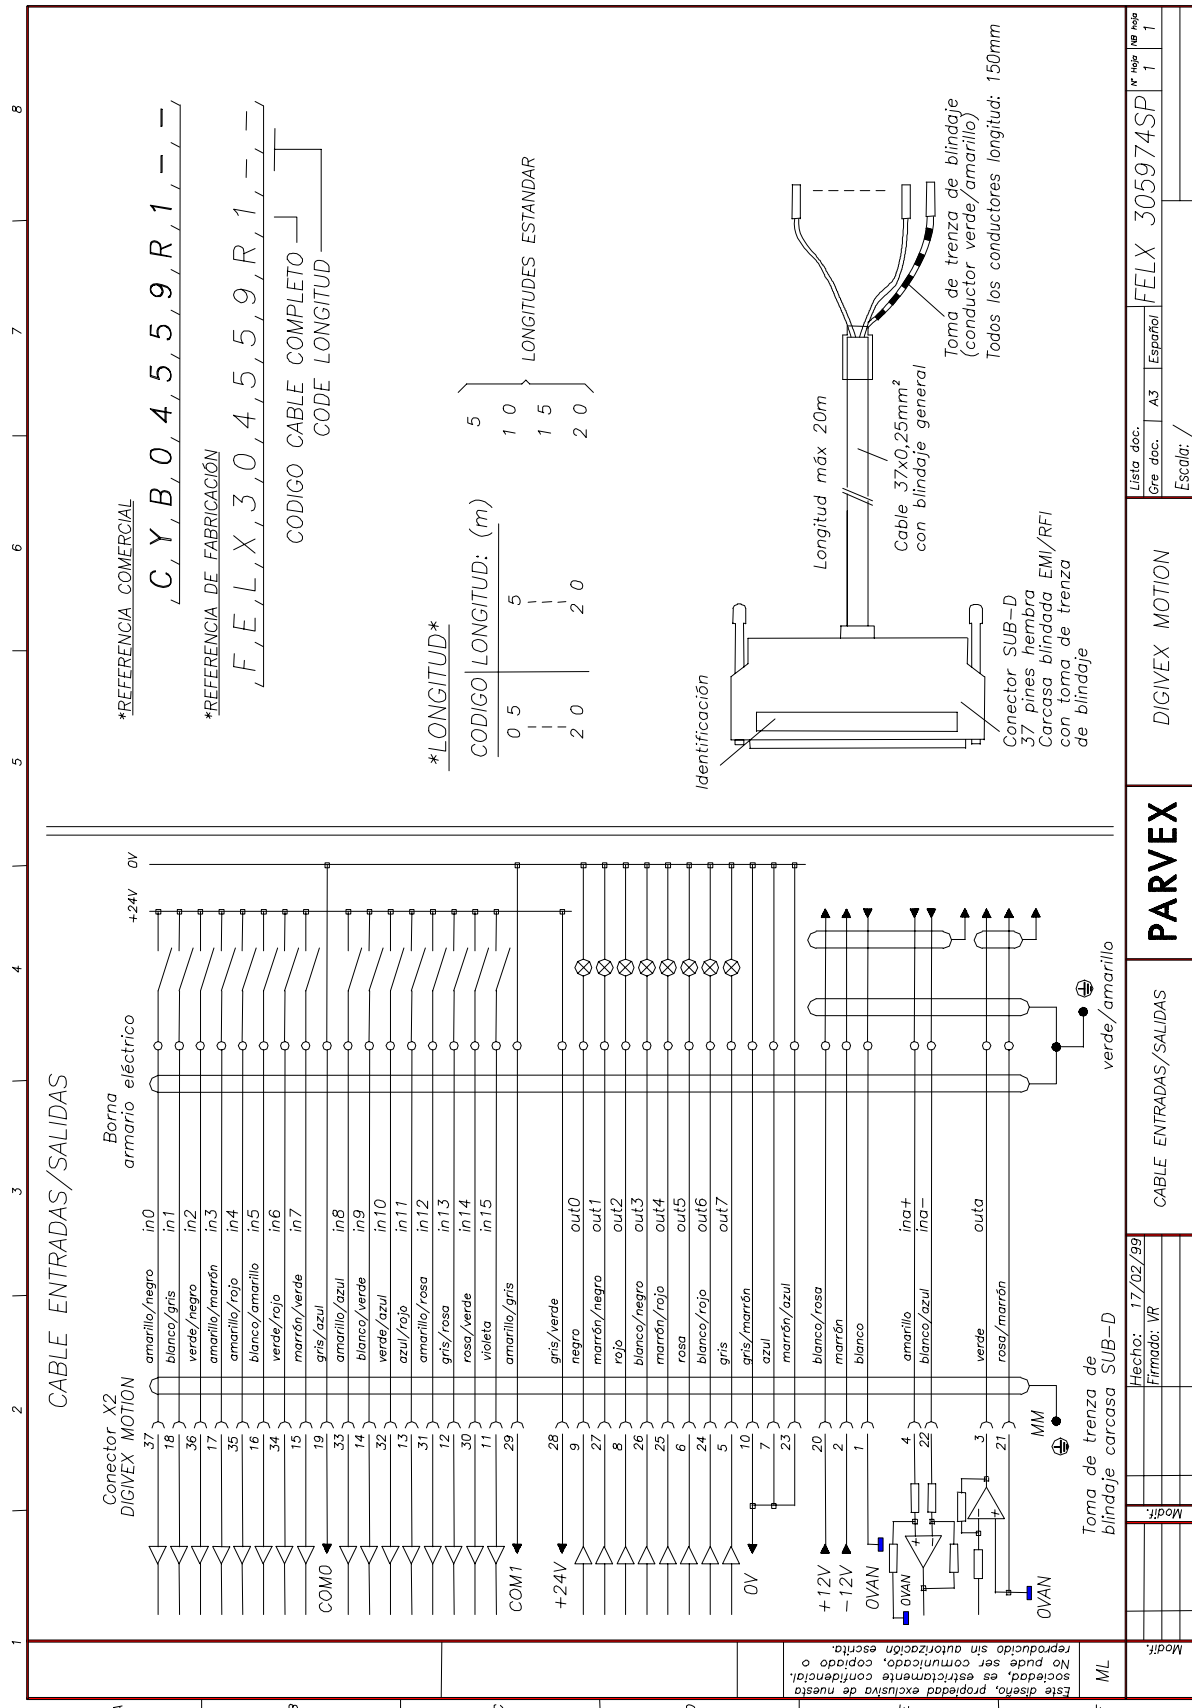 1
2
3
4
5
6
7
8
CABLE ENTRADAS/SALIDAS
Conector X2
DIGIVEX MOTION
Borna
armario eléctrico
+24V
0V
37 amarillo/negro in0
18 blanco/gris in1
36 verde/negro in2
17 amarillo/marrón in3
35 amarillo/rojo in4
16 blanco/amarillo in5
34 verde/rojo in6
15 marrón/verde in7
COM0 19 gris/azul
33 amarillo/azul in8
14 blanco/verde in9
32 verde/azul in10
13 azul/rojo in11
31 amarillo/rosa in12
12 gris/rosa in13
30 rosa/verde in14
11 violeta in15
COM1 29 amarillo/gris
+24V 28 gris/verde
9 negro out0
27 marrón/negro out1
8 rojo out2
26 blanco/negro out3
25 marrón/rojo out4
6 rosa out5
24 blanco/rojo out6
5 gris out7
0V 10 gris/marrón
7 azul
23 marrón/azul
+12V 20 blanco/rosa
-12V 2 marrón
0VAN 1 blanco
0VAN
4 amarillo ina+
22 blanco/azul ina-
+
-
3 verde outa
21 rosa/marrón
-
+
0VAN
MM
Toma de trenza de
blindaje carcasa SUB-D
verde/amarillo
*REFERENCIA COMERCIAL
C,Y,B,0,4,5,5,9,R,1,-,-
*REFERENCIA DE FABRICACIÓN
F,E,L,X,3,0,4,5,5,9,R,1,-,-
CODIGO CABLE COMPLETO
CODE LONGITUD
*LONGITUD*
CODIGO LONGITUD: (m)
0 5 5
2 0 2 0
5
1 0
1 5
2 0
LONGITUDES ESTANDAR
Identificación
Longitud máx 20m
Cable 37x0,25mm²
con blindaje general
Conector SUB-D
37 pines hembra
Carcasa blindada EMI/RFI
con toma de trenza
de blindaje
Toma de trenza de blindaje
(conductor verde/amarillo)
Todos los conductores longitud: 150mm
Este diseño, propiedad exclusiva de nuestra
sociedad, es estrictamente confidencial.
No pude ser comunicado, copiado o
reproducido sin autorización escrita.
ML
Modif.
Modif.
Hecho: 17/02/99
Firmado: VR
CABLE ENTRADAS/SALIDAS
PARVEX
DIGIVEX MOTION
Lista doc.
Gre doc. A3 Español
Escala: /
FELX 305974SP
N° Hoja 1
NB hoja 1